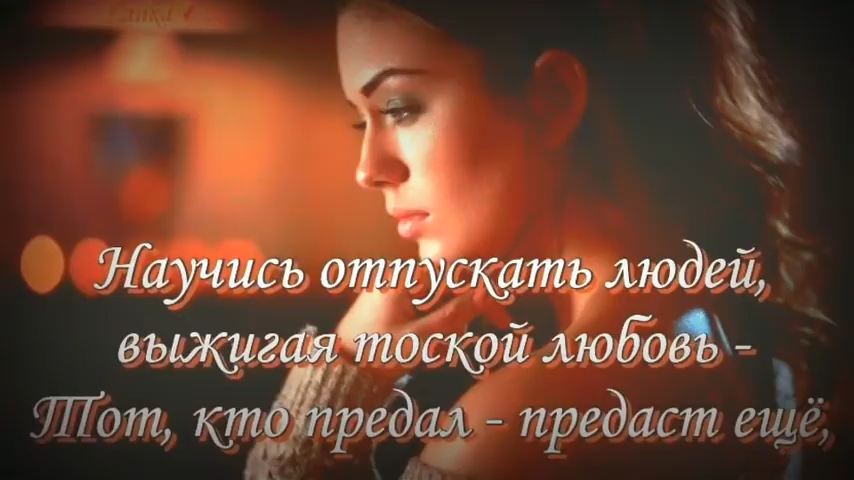 Научись отпускать людей,
выжигая тоской любовь -
Тот, кто предал - предаст ещё,